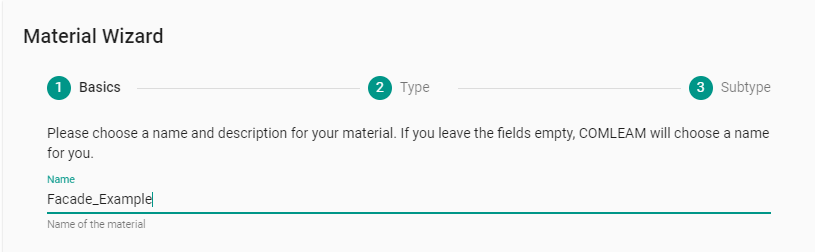 Material Wizard
1 Basics 2 Type 3 Subtype
Please choose a name and description for your material. If you leave the fields empty, COMLEAM will choose a name
for you.
Name
Facade_Example
Name of the material